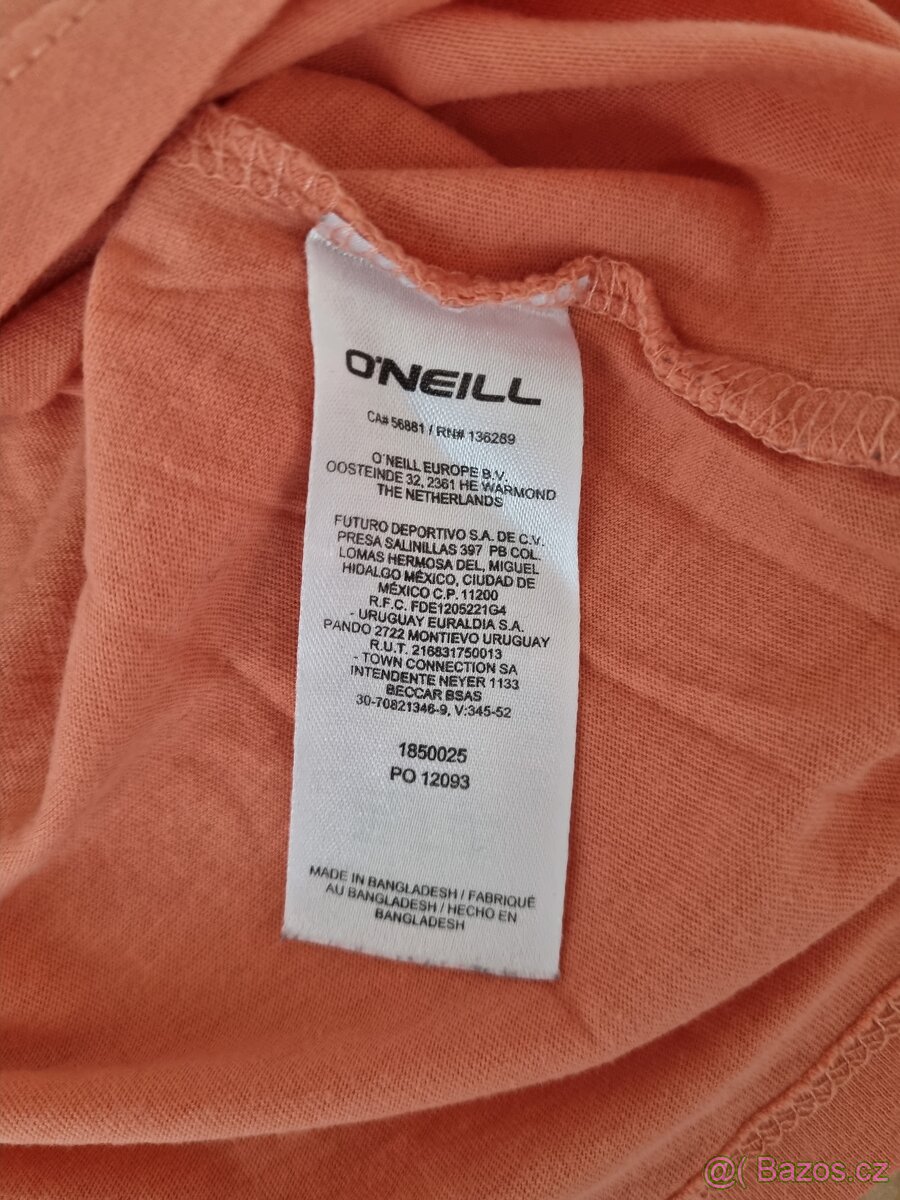 O'NEILL
CA# 56881 / RN# 136289
O'NEILL EUROPE B.V.
OOSTEINDE 32, 2361 HE WARMOND
THE NETHERLANDS
FUTURO DEPORTIVO S.A. DE C.V.
PRESA SALINILLAS 397 PB COL.
LOMAS HERMOSA DEL, MIGUEL
HIDALGO MÉXICO, CIUDAD DE
MÉXICO C.P. 11200
R.F.C. FDE1205221G4
- URUGUAY EURALDIA S.A.
PANDO 2722 MONTIEVO URUGUAY
R.U.T. 216831750013
- TOWN CONNECTION SA
INTENDENTE NEYER 1133
BECCAR BSAS
30-70821346-9, V:345-52
1850025
PO 12093
MADE IN BANGLADESH / FABRIQUÉ
AU BANGLADESH / HECHO EN
BANGLADESH
@( Bazos.cz